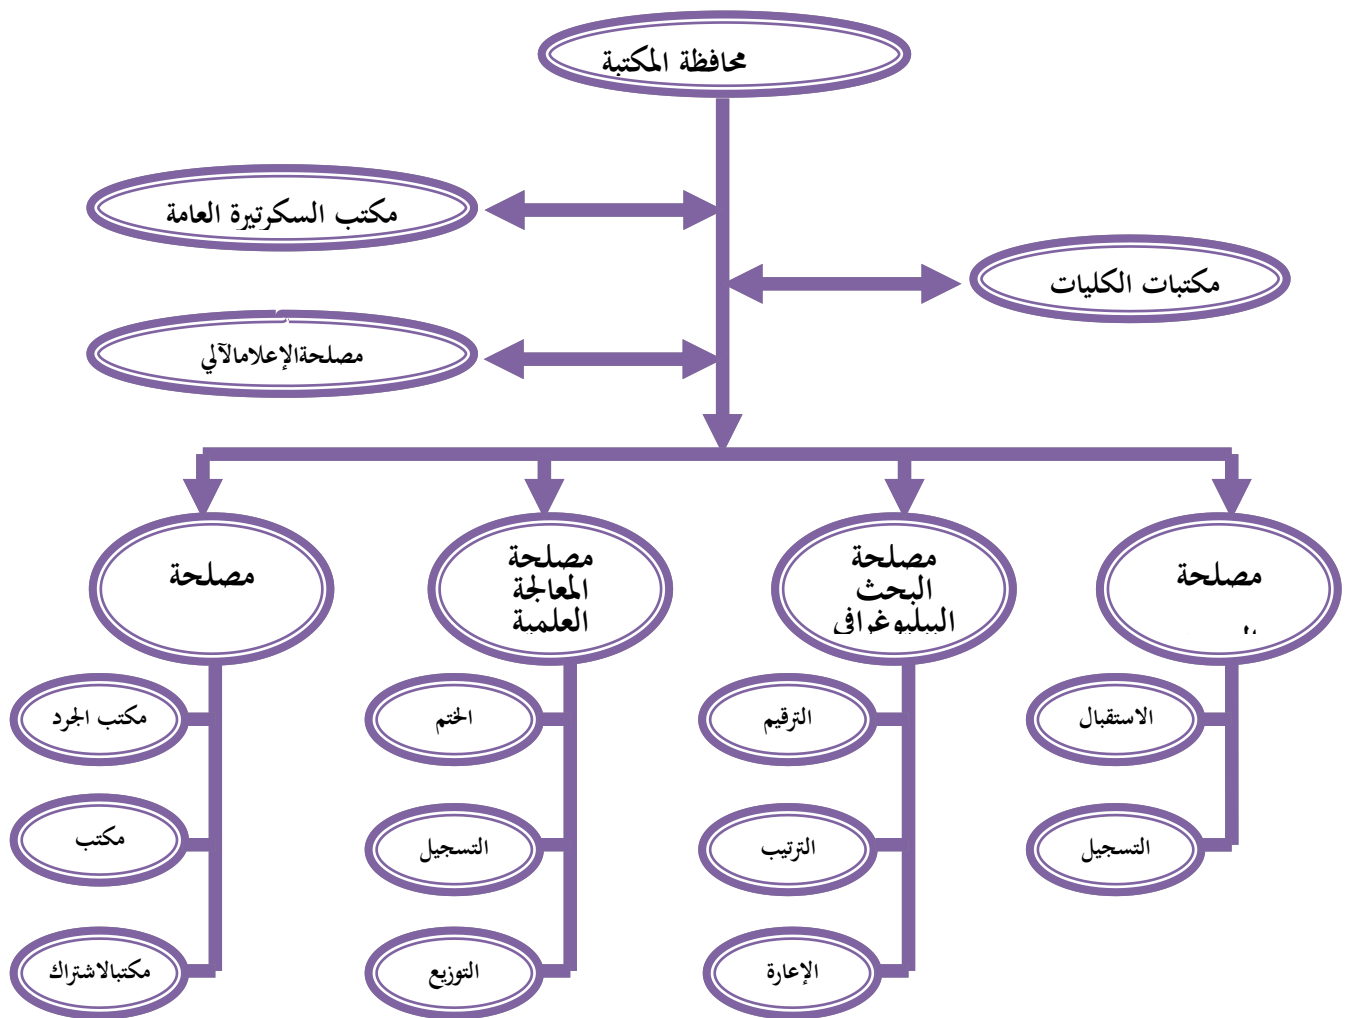 محافظة المكتبة
مكتب السكرتيرة العامة
مكتبات الكليات
مصلحةالإعلامالآلي
مصلحة
مصلحة
البحث
الببليوغرافي
مصلحة
المعالجة
العلمية
مصلحة
الاستقبال
الترقيم
الختم
مكتب الجرد
التسجيل
الترتيب
التسجيل
مكتب
الإعارة
التوزيع
مكتبالاشتراك